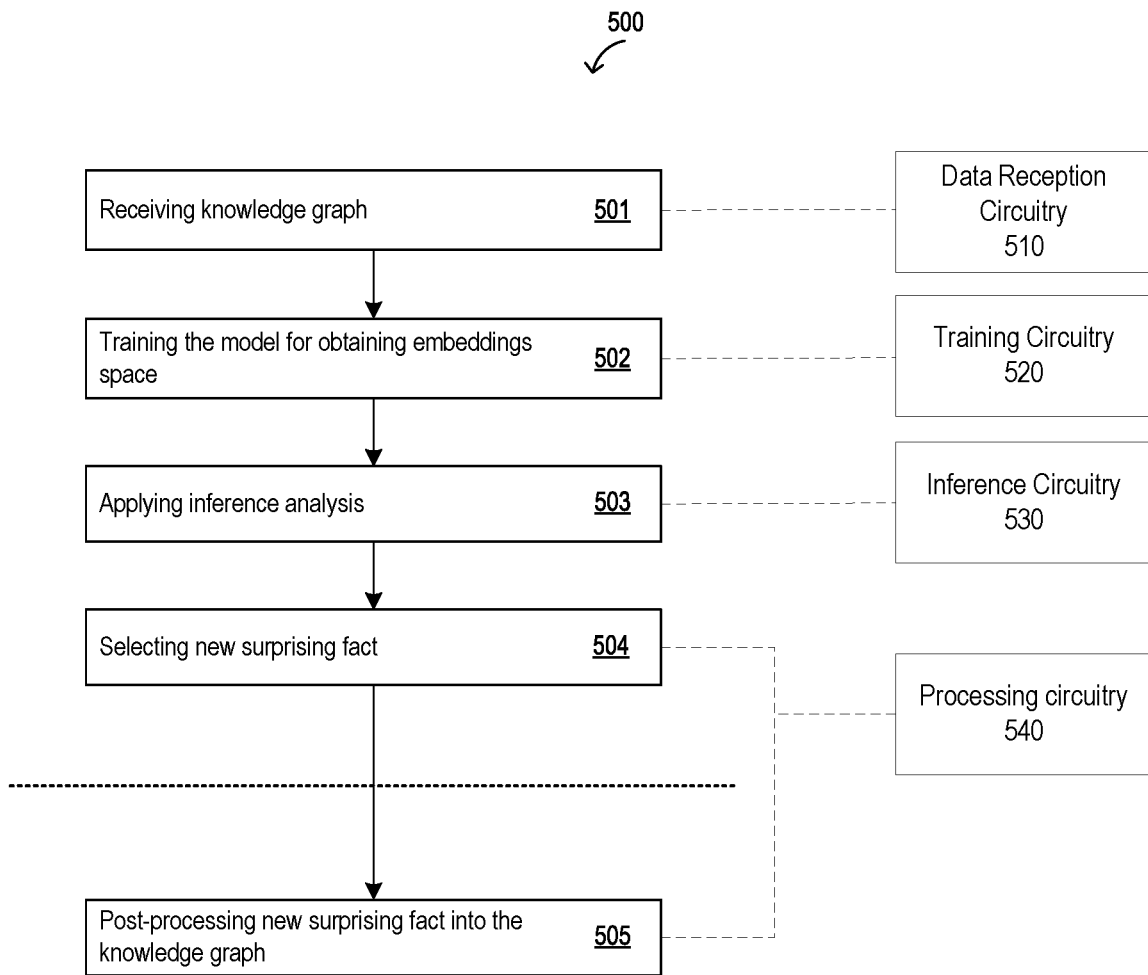 500
Receiving knowledge graph 501
Data Reception
Circuitry
510
Training the model for obtaining embeddings
space
502
Training Circuitry
520
Applying inference analysis 503
Inference Circuitry
530
Selecting new surprising fact 504
Processing circuitry
540
Post-processing new surprising fact into the
knowledge graph
505